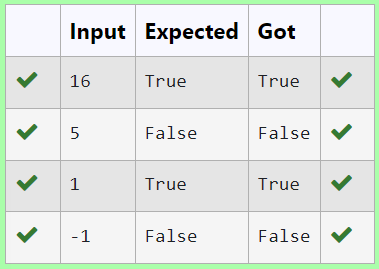 Input Expected Got
16 True True
5 False False
1 True True
-1 False False